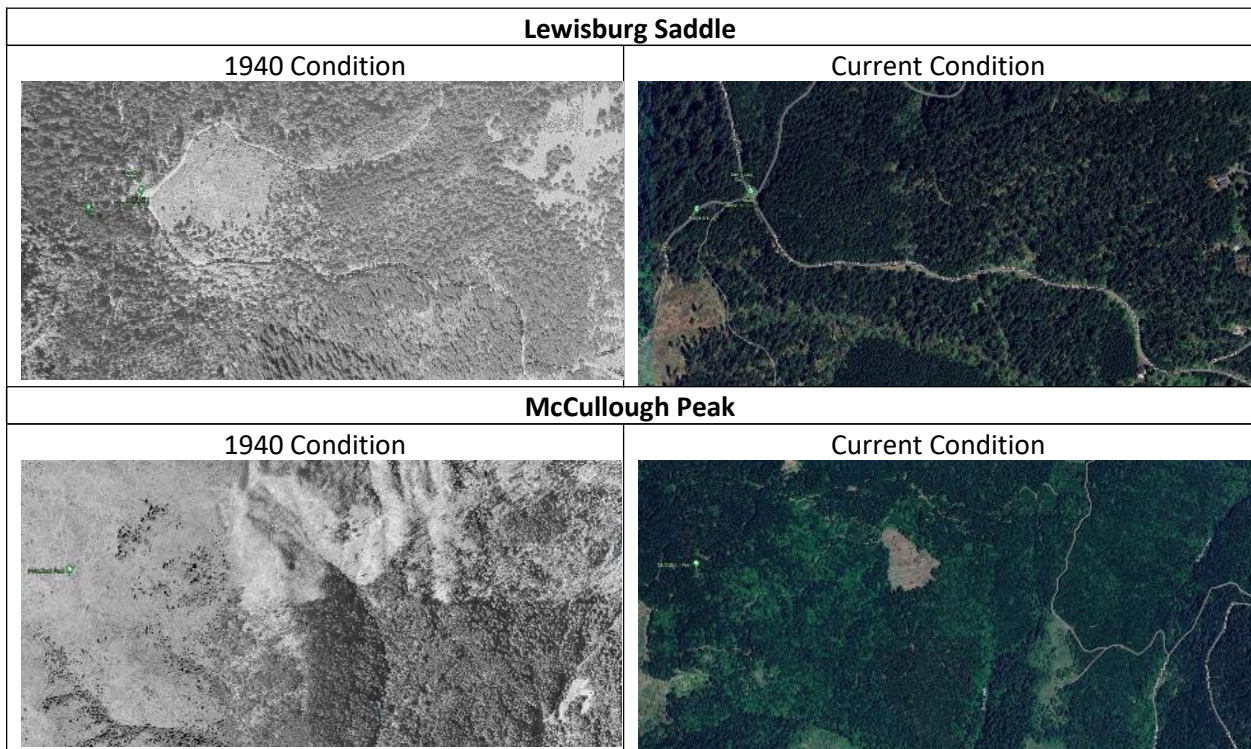 Lewisburg Saddle
1940 Condition
Current Condition
McCullough Peak
1940 Condition
Current Condition